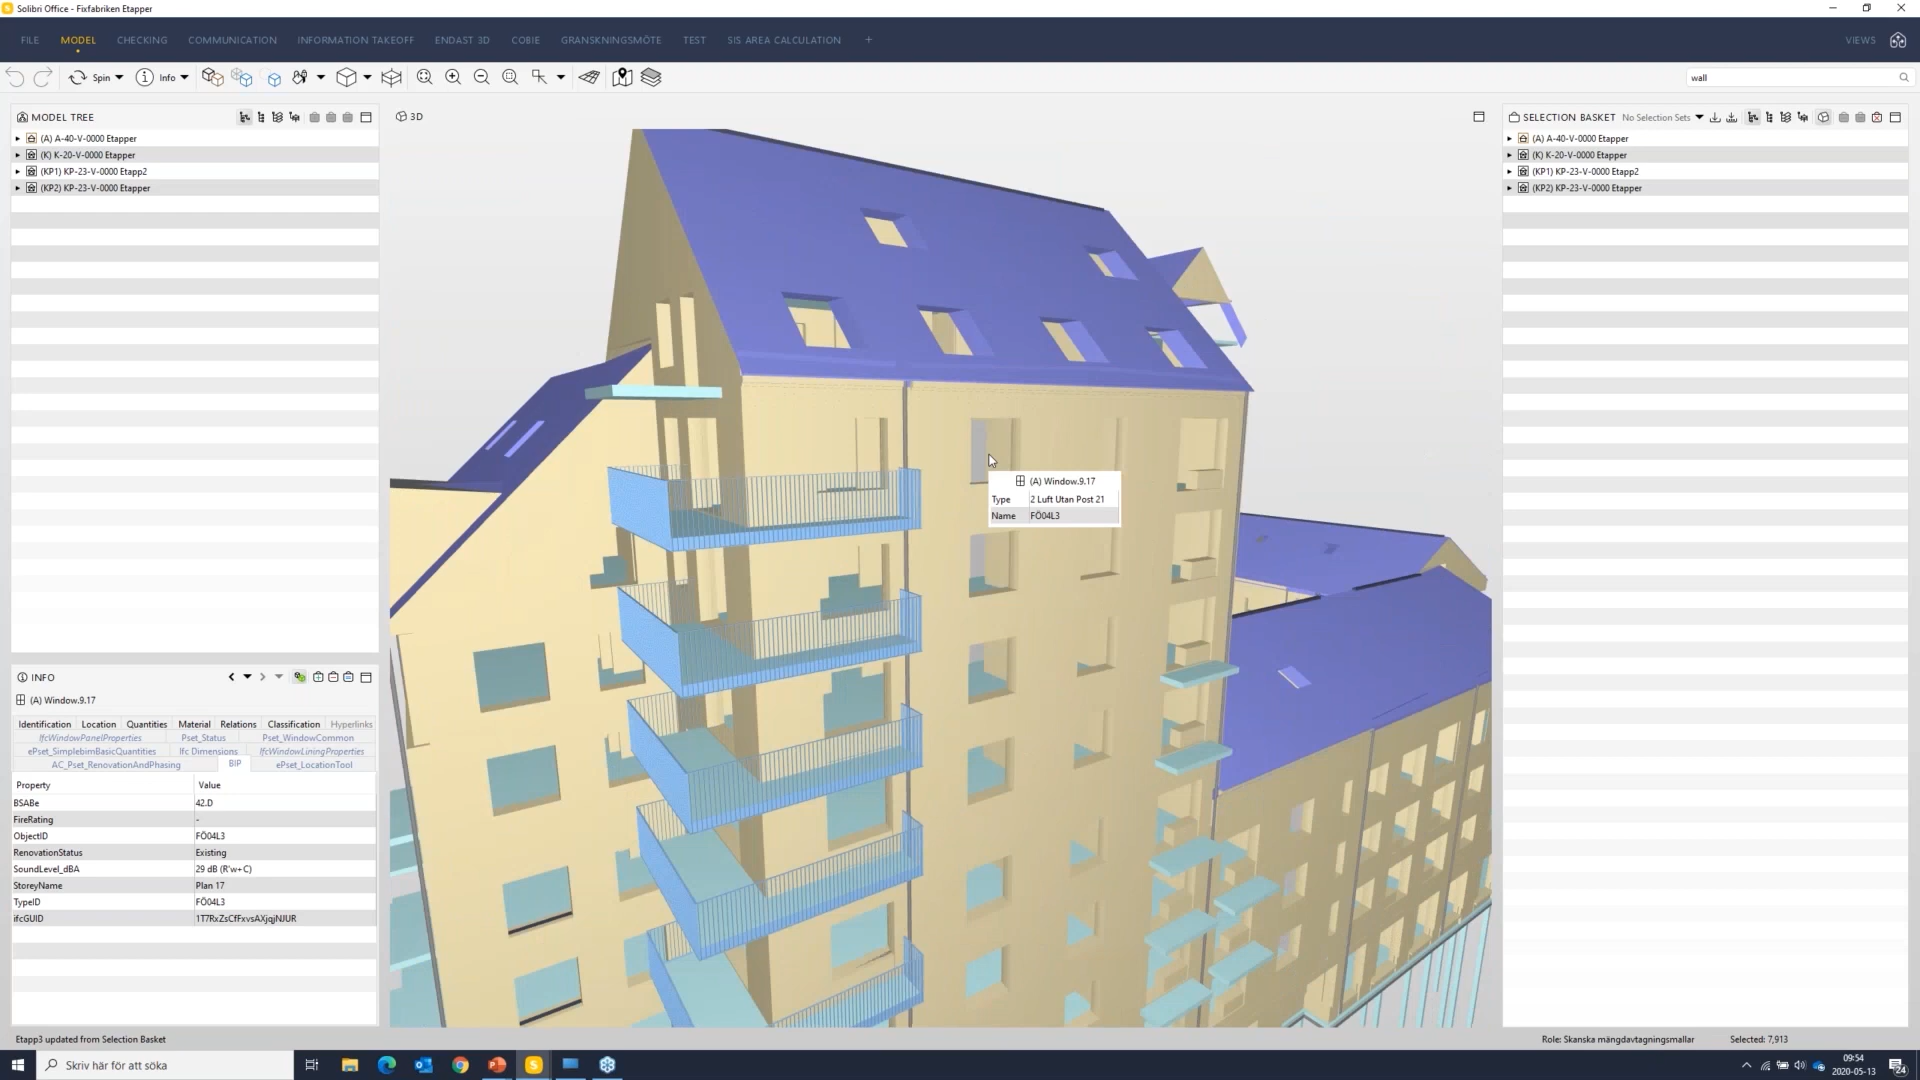 Solibri Office - Fixfabriken Etapper
FILE MODEL CHECKING COMMUNICATION INFORMATION TAKEOFF ENDAST 3D COBIE GRANSKNINGSMÖTE TEST SIS AREA CALCULATION + VIEWS
Spin Info wall
MODEL TREE
(A) A-40-V-0000 Etapper
(K) K-20-V-0000 Etapper
(KP1) KP-23-V-0000 Etapp2
(KP2) KP-23-V-0000 Etapper
3D
(A) Window.9.17
Type 2 Luft Utan Post 21
Name FÖ04L3
SELECTION BASKET No Selection Sets
(A) A-40-V-0000 Etapper
(K) K-20-V-0000 Etapper
(KP1) KP-23-V-0000 Etapp2
(KP2) KP-23-V-0000 Etapper
INFO
(A) Window.9.17
Identification Location Quantities Material Relations Classification Hyperlinks
IfcWindowPanelProperties Pset_Status Pset_WindowCommon
ePset_SimplebimBasicQuantities Ifc Dimensions IfcWindowLiningProperties
AC_Pset_RenovationAndPhasing BIP ePset_LocationTool
Property Value
BSABe 42.D
FireRating -
ObjectID FÖ04L3
RenovationStatus Existing
SoundLevel_dBA 29 dB (R'w+C)
StoreyName Plan 17
TypeID FÖ04L3
ifcGUID 1T7RxZsCfFxvsAXjqjNJUR
Etapp3 updated from Selection Basket Role: Skanska mängdavtagningsmallar Selected: 7,913
Skriv här för att söka
09:54
2020-05-13
24